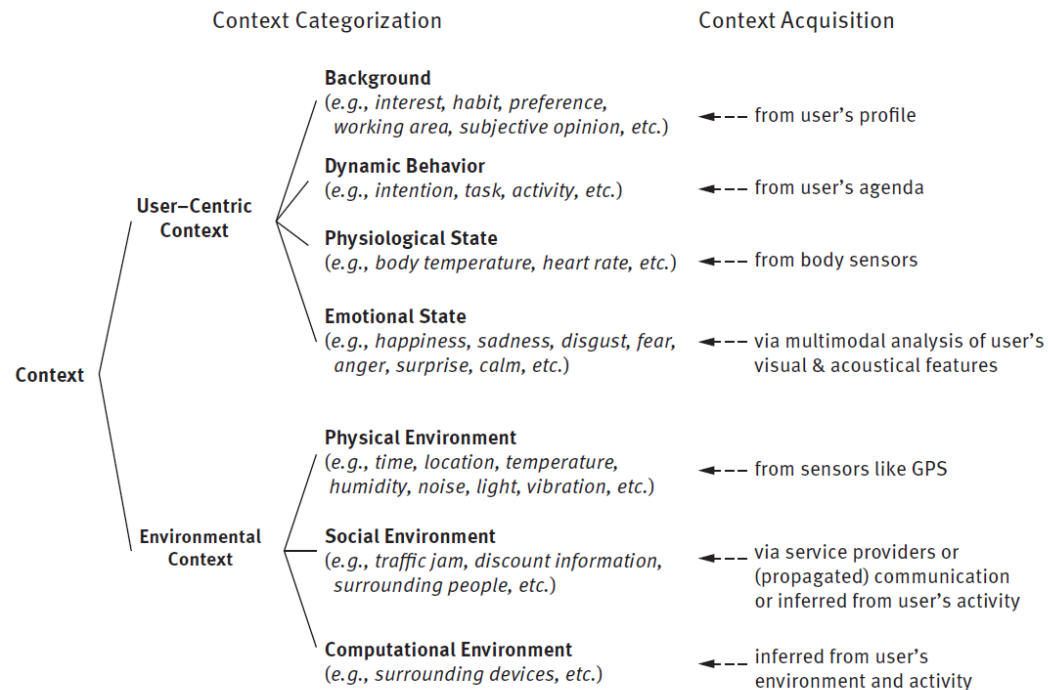 Context Categorization
Context Acquisition
Background
(e.g., interest, habit, preference,
working area, subjective opinion, etc.)
from user's profile
Dynamic Behavior
(e.g., intention, task, activity, etc.)
from user's agenda
User–Centric
Context
Physiological State
(e.g., body temperature, heart rate, etc.)
from body sensors
Emotional State
(e.g., happiness, sadness, disgust, fear,
anger, surprise, calm, etc.)
via multimodal analysis of user's
visual & acoustical features
Context
Physical Environment
(e.g., time, location, temperature,
humidity, noise, light, vibration, etc.)
from sensors like GPS
Environmental
Context
Social Environment
(e.g., traffic jam, discount information,
surrounding people, etc.)
via service providers or
(propagated) communication
or inferred from user's activity
Computational Environment
(e.g., surrounding devices, etc.)
inferred from user's
environment and activity